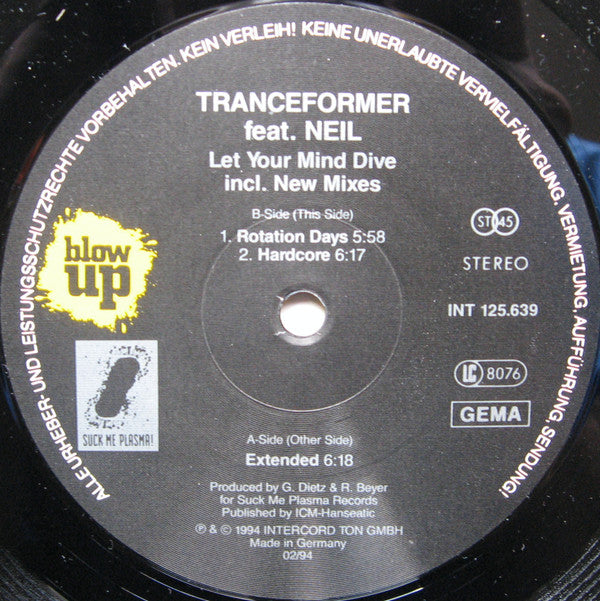 ALLE URHEBER- UND LEISTUNGSSCHUTZRECHTE VORBEHALTEN. KEIN VERLEIH! KEINE UNERLAUBTE VERVIELFÄLTIGUNG, VERMIETUNG, AUFFÜHRUNG, SENDUNG!
TRANCEFORMER
feat. NEIL
Let Your Mind Dive
incl. New Mixes
B-Side (This Side)
1. Rotation Days 5:58
2. Hardcore 6:17
blow
up
ST 45
STEREO
INT 125.639
LC 8076
GEMA
SUCK ME PLASMA!
A-Side (Other Side)
Extended 6:18
Produced by G. Dietz & R. Beyer
for Suck Me Plasma Records
Published by ICM-Hanseatic
℗ & © 1994 INTERCORD TON GMBH
Made in Germany
02/94